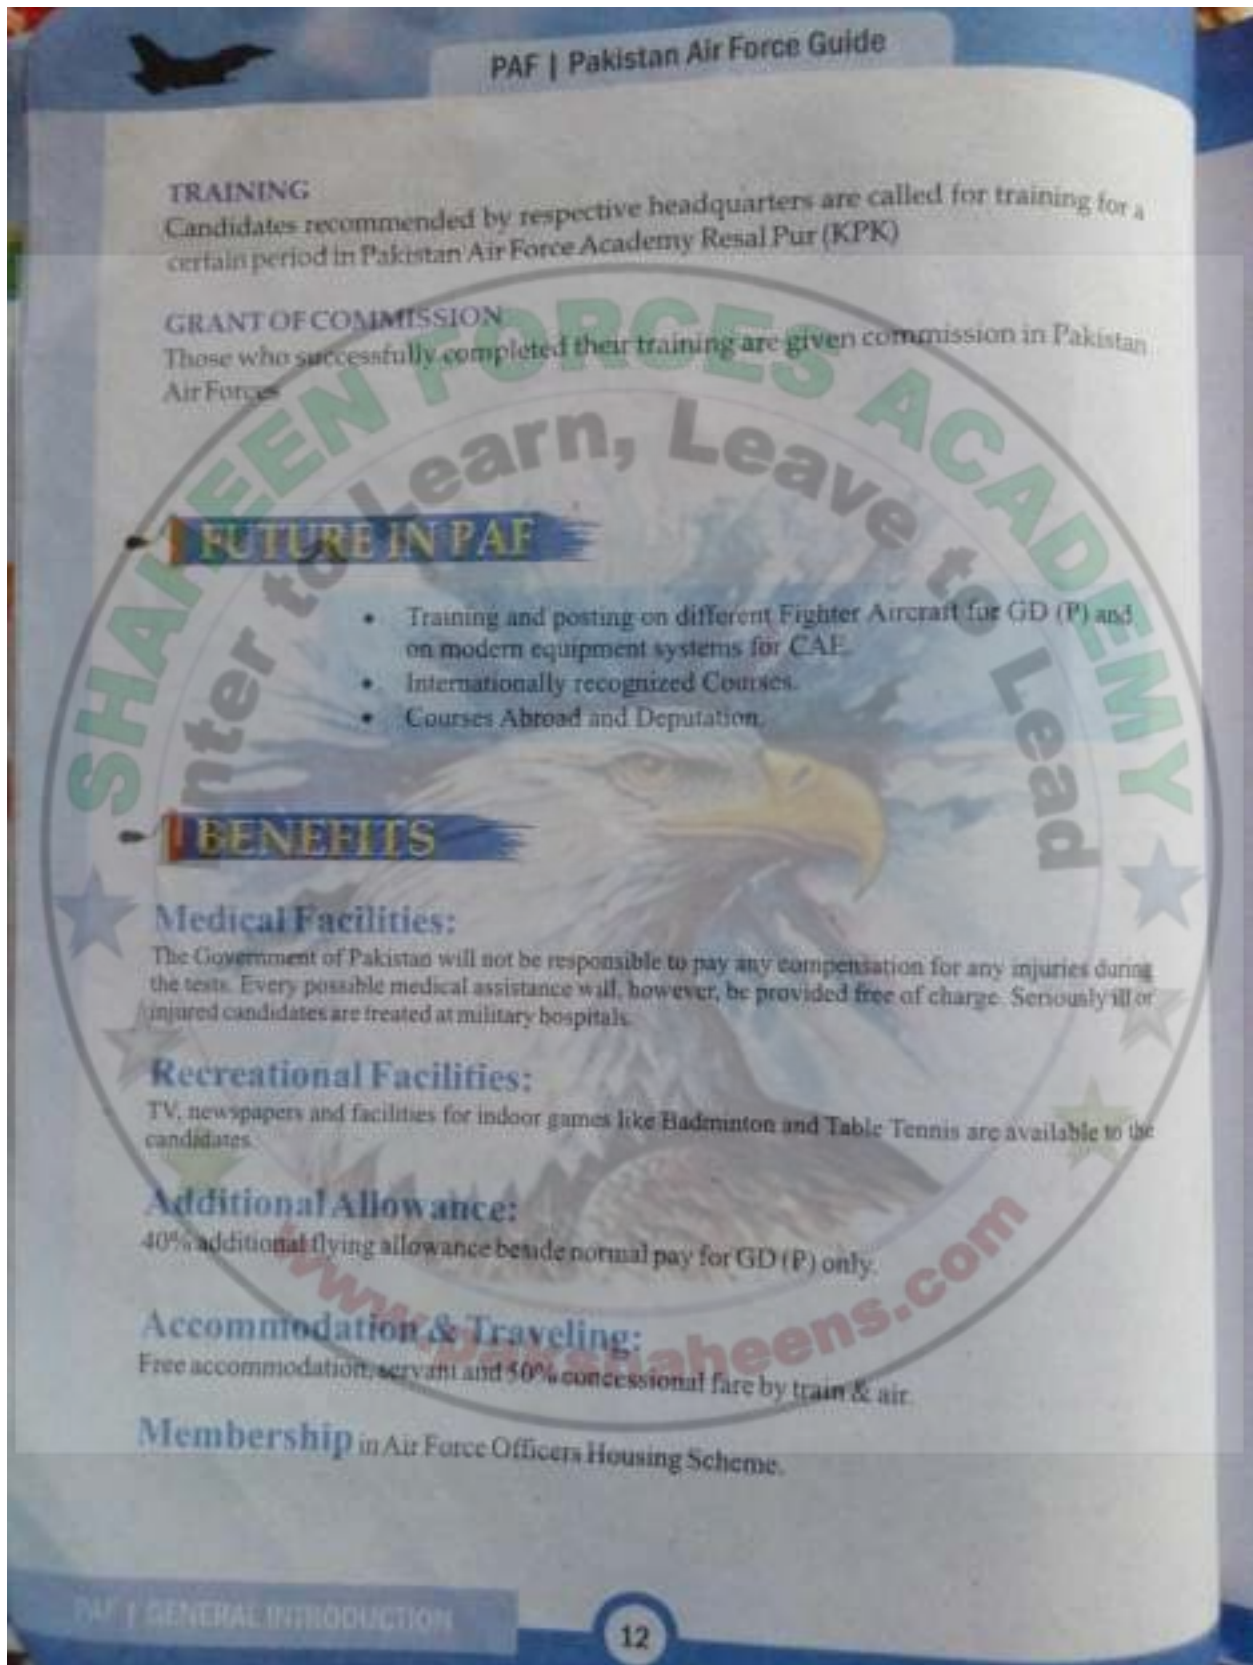 PAF | Pakistan Air Force Guide
TRAINING
Candidates recommended by respective headquarters are called for training for a
certain period in Pakistan Air Force Academy Resal Pur (KPK)
GRANT OF COMMISSION
Those who successfully completed their training are given commission in Pakistan
Air Forces
SHAHEEN FORCES ACADEMY
Enter to Learn, Leave to Lead
FUTURE IN PAF
• Training and posting on different Fighter Aircraft for GD (P) and
on modern equipment systems for CAE.
• Internationally recognized Courses.
• Courses Abroad and Deputation.
BENEFITS
Medical Facilities:
The Government of Pakistan will not be responsible to pay any compensation for any injuries during
the tests. Every possible medical assistance will, however, be provided free of charge. Seriously ill or
injured candidates are treated at military hospitals.
Recreational Facilities:
TV, newspapers and facilities for indoor games like Badminton and Table Tennis are available to the
candidates.
Additional Allowance:
40% additional flying allowance beside normal pay for GD (P) only.
Accommodation & Traveling:
Free accommodation, servant and 50% concessional fare by train & air.
www.pakshaheens.com
Membership in Air Force Officers Housing Scheme.
PAF | GENERAL INTRODUCTION
12